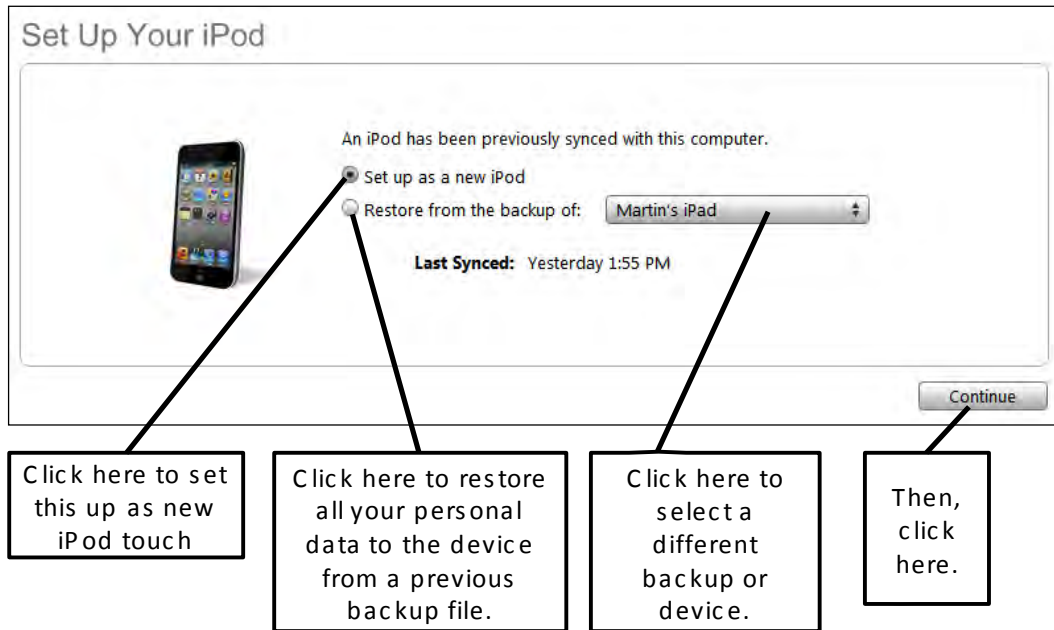 Set Up Your iPod
An iPod has been previously synced with this computer.
Set up as a new iPod
Restore from the backup of: Martin's iPad
Last Synced: Yesterday 1:55 PM
Continue
Click here to set
this up as new
iPod touch
Click here to restore
all your personal
data to the device
from a previous
backup file.
Click here to
select a
different
backup or
device.
Then,
click
here.